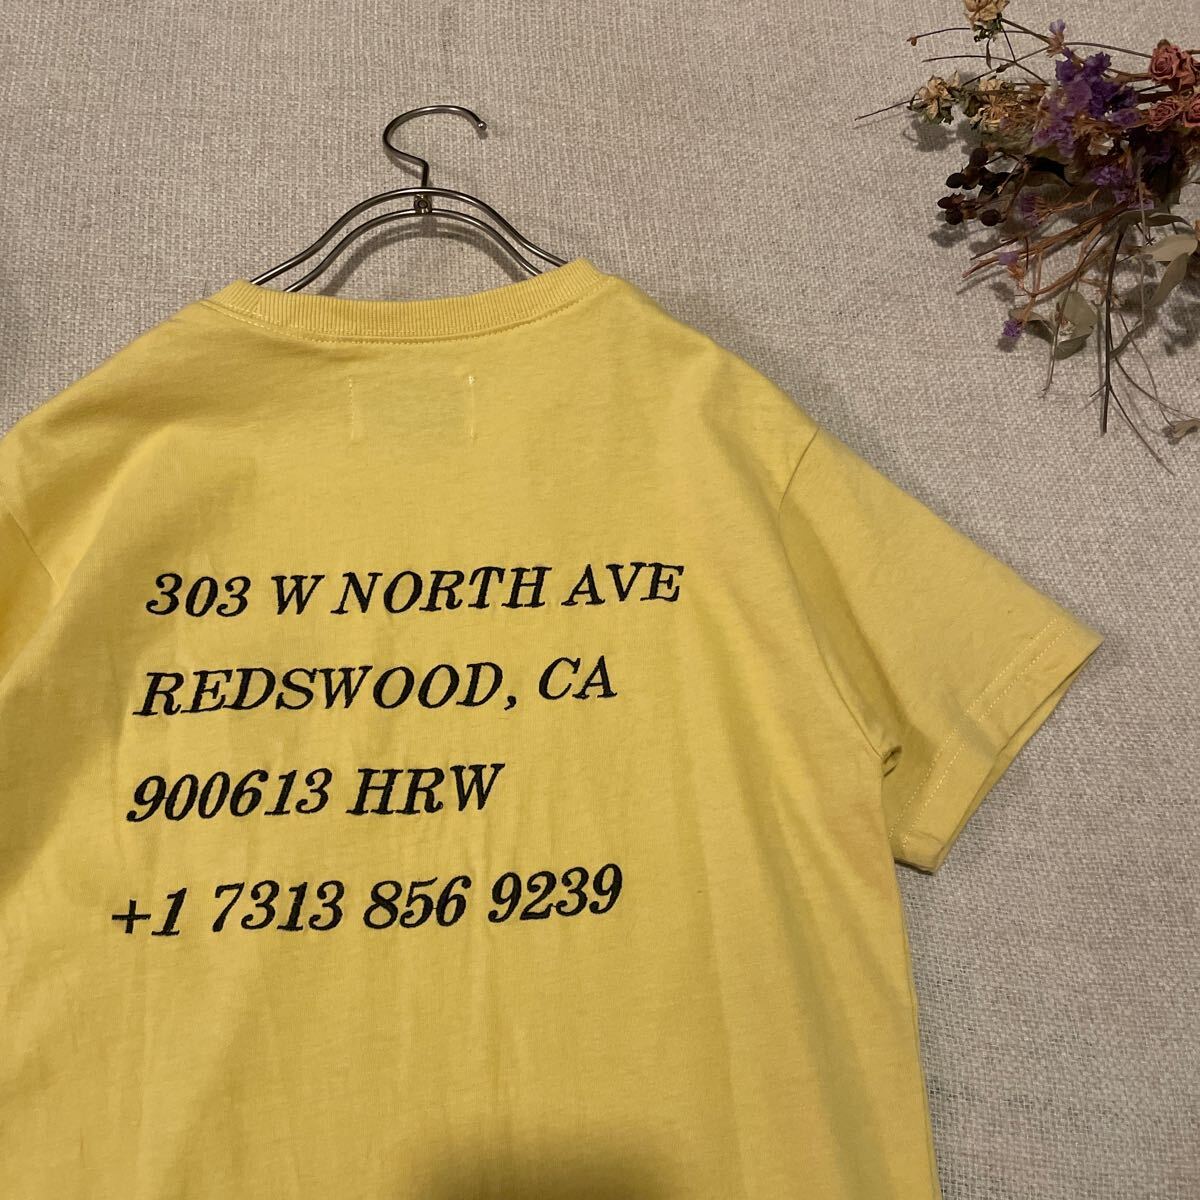 303 W NORTH AVE
REDSWOOD, CA
900613 HRW
+1 7313 856 9239